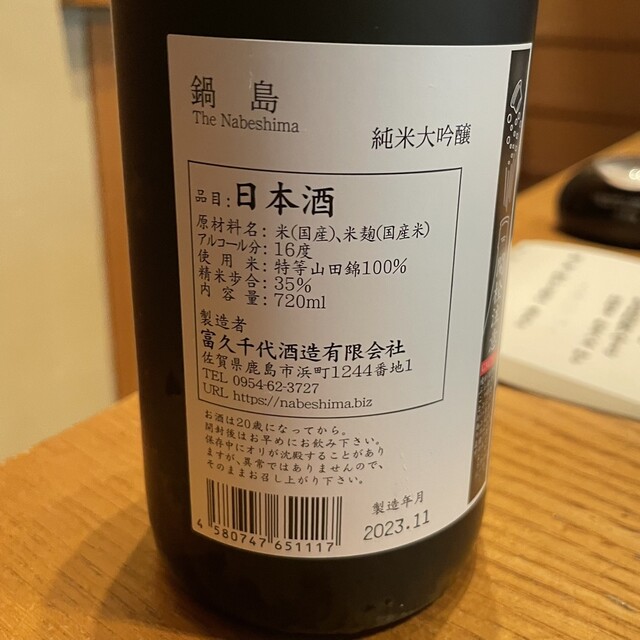 鍋島
The Nabeshima
純米大吟醸
品目:日本酒
原材料名:米(国産)、米麹(国産米)
アルコール分:16度
使用米:特等山田錦100%
精米歩合:35%
内容量:720ml
製造者
富久千代酒造有限会社
佐賀県鹿島市浜町1244番地1
TEL 0954-62-3727
URL https://nabeshima.biz
お酒は20歳になってから。
開封後はお早めにお飲み下さい。
保存中にオリが沈殿することがあり
ますが、異常ではありませんので、
そのままお召し上がり下さい。
4 580747 651117
製造年月
2023.11